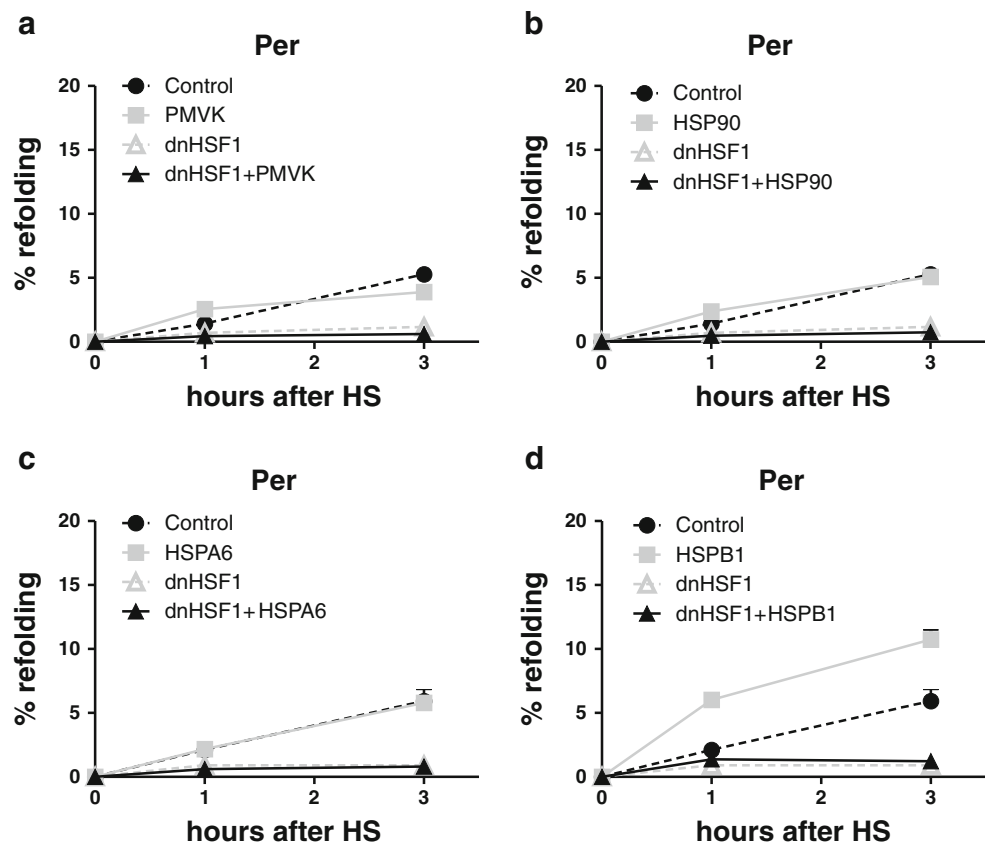 a
Per
20
15
10
5
0
% refolding
Control
PMVK
dnHSF1
dnHSF1+PMVK
0 1 2 3
hours after HS
b
Per
20
15
10
5
0
% refolding
Control
HSP90
dnHSF1
dnHSF1+HSP90
0 1 2 3
hours after HS
c
Per
20
15
10
5
0
% refolding
Control
HSPA6
dnHSF1
dnHSF1+HSPA6
0 1 2 3
hours after HS
d
Per
20
15
10
5
0
% refolding
Control
HSPB1
dnHSF1
dnHSF1+HSPB1
0 1 2 3
hours after HS